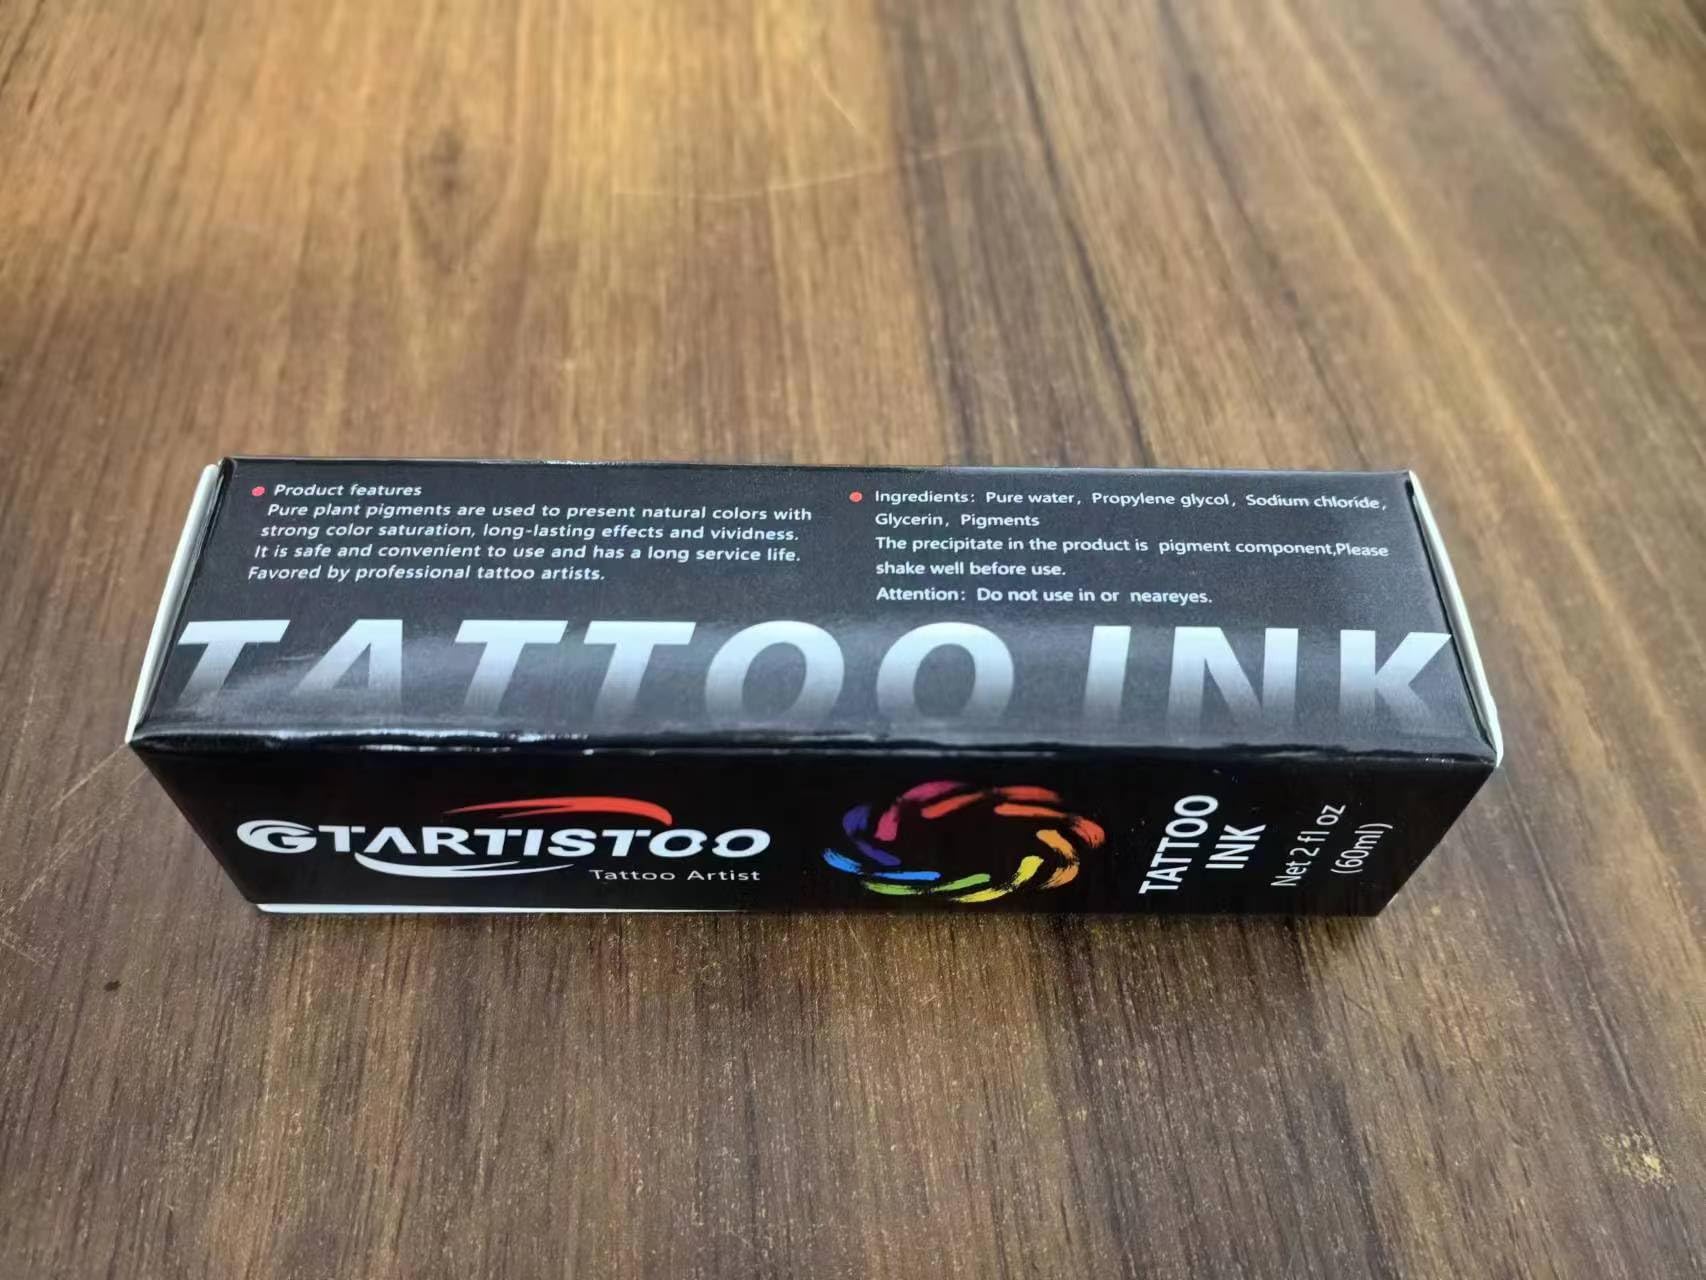 Product features
Pure plant pigments are used to present natural colors with
strong color saturation, long-lasting effects and vividness.
It is safe and convenient to use and has a long service life.
Favored by professional tattoo artists.
Ingredients: Pure water, Propylene glycol, Sodium chloride,
Glycerin, Pigments
The precipitate in the product is pigment component,Please
shake well before use.
Attention: Do not use in or neareyes.
TATTOO INK
GTARTISTOO
Tattoo Artist
TATTOO
INK
Net 2 fl oz
(60ml)